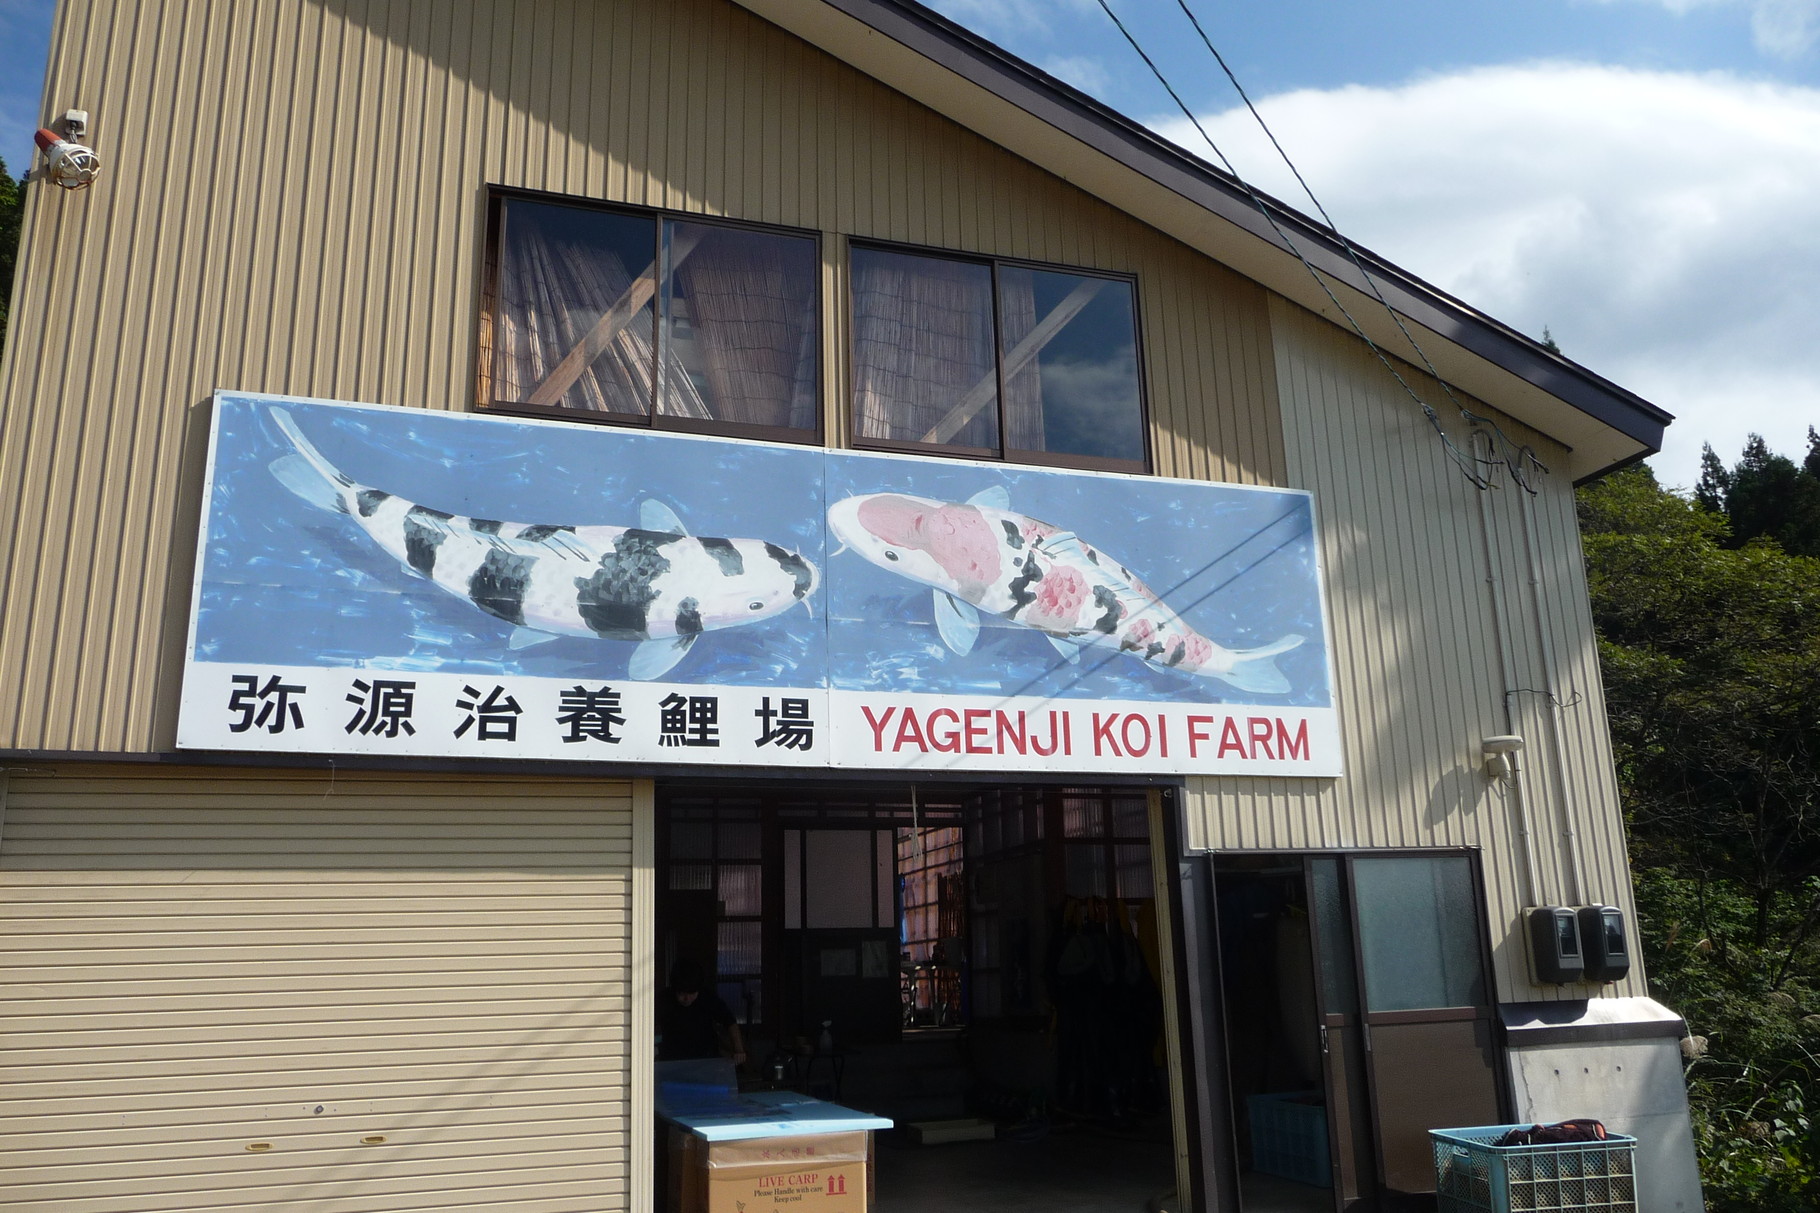 弥源治養鯉場
YAGENJI KOI FARM
LIVE CARP
Please Handle with care
Keep cool